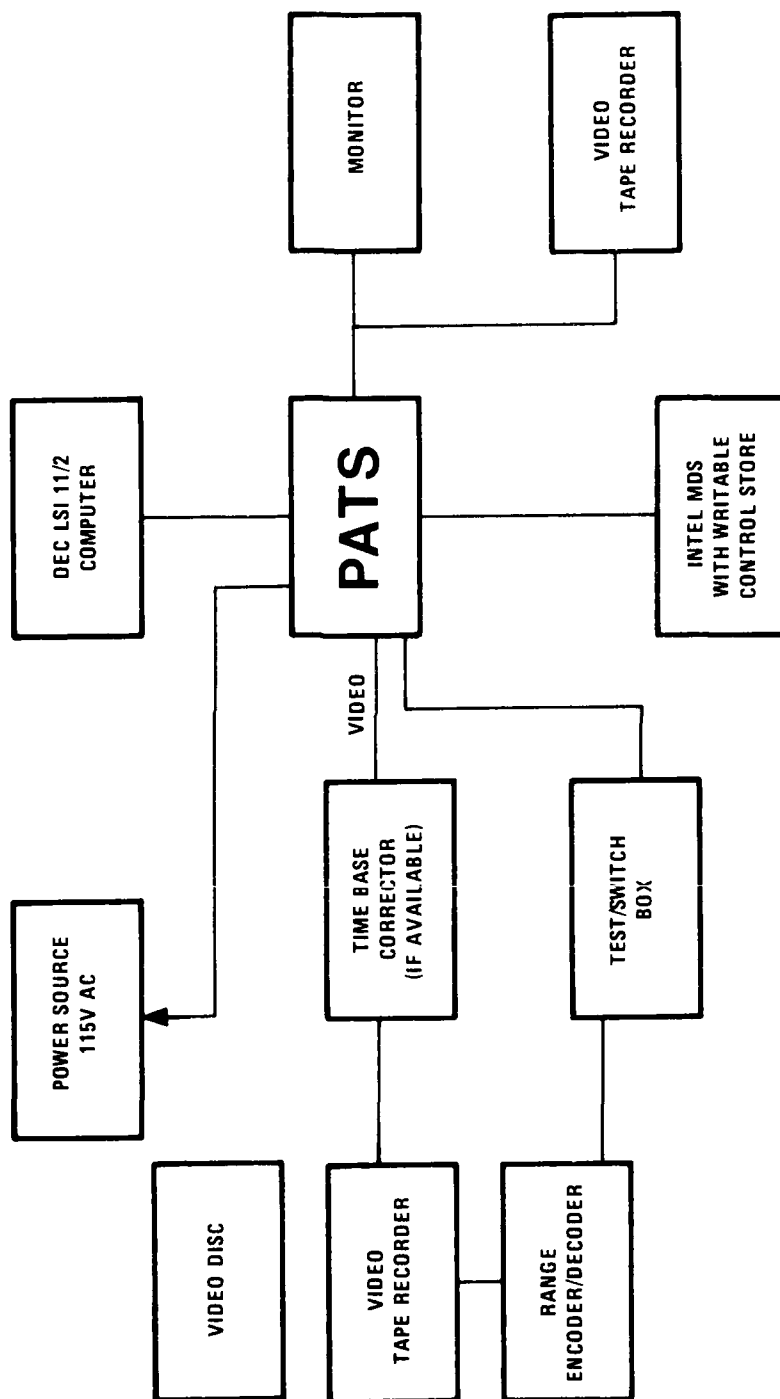 POWER SOURCE
115V AC
DEC LSI 11/2
COMPUTER
VIDEO DISC
VIDEO
TAPE RECORDER
TIME BASE
CORRECTOR
(IF AVAILABLE)
VIDEO
PATS
MONITOR
RANGE
ENCODER/DECODER
TEST/SWITCH
BOX
INTEL MDS
WITH WRITABLE
CONTROL STORE
VIDEO
TAPE RECORDER